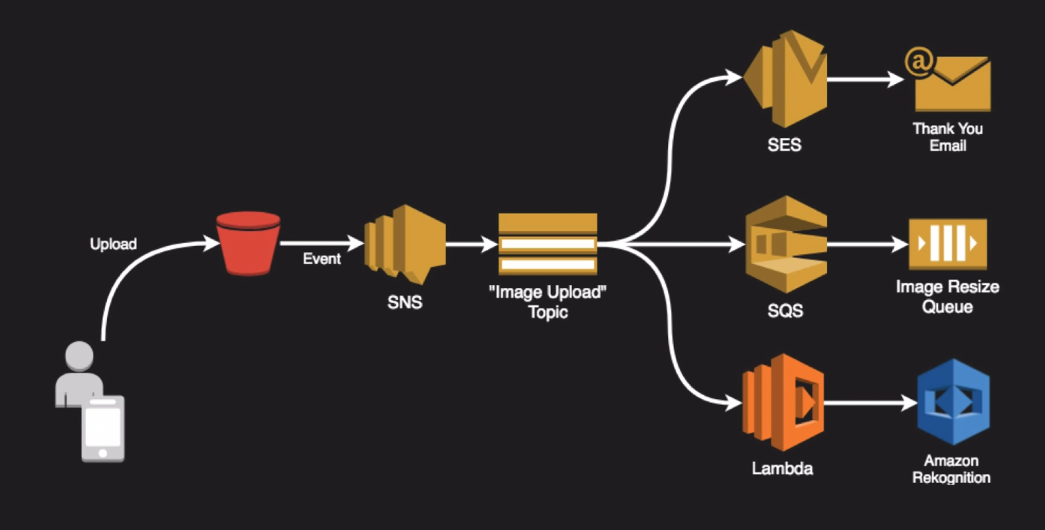 Upload
Event
SNS
"Image Upload"
Topic
SES
@
Thank You
Email
SQS
Image Resize
Queue
Lambda
Amazon
Rekognition